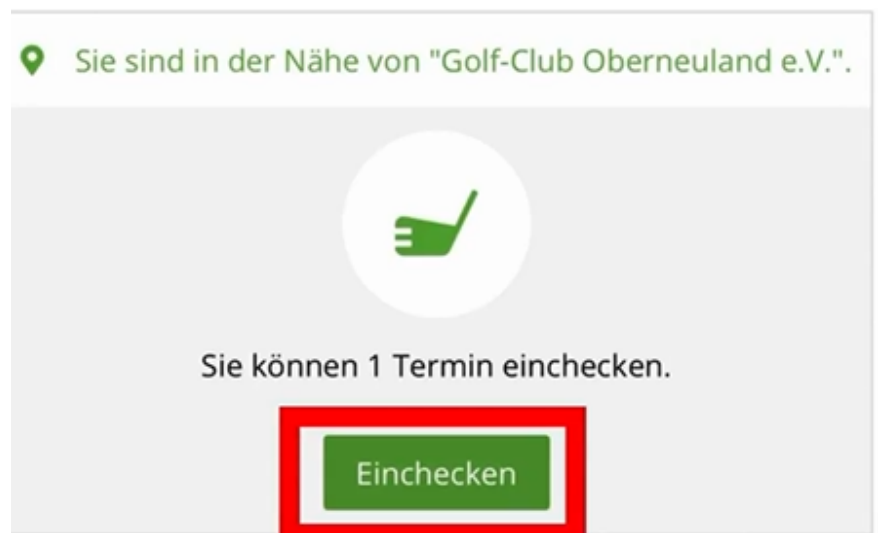 Sie sind in der Nähe von "Golf-Club Oberneuland e.V.".
Sie können 1 Termin einchecken.
Einchecken